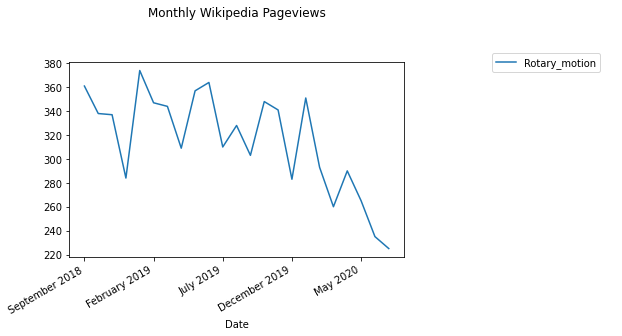 Monthly Wikipedia Pageviews
Rotary_motion
380
360
340
320
300
280
260
240
220
September 2018
February 2019
July 2019
December 2019
May 2020
Date